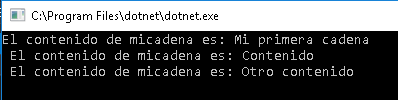 C:\Program Files\dotnet\dotnet.exe
El contenido de micadena es: Mi primera cadena
El contenido de micadena es: Contenido
El contenido de micadena es: Otro contenido